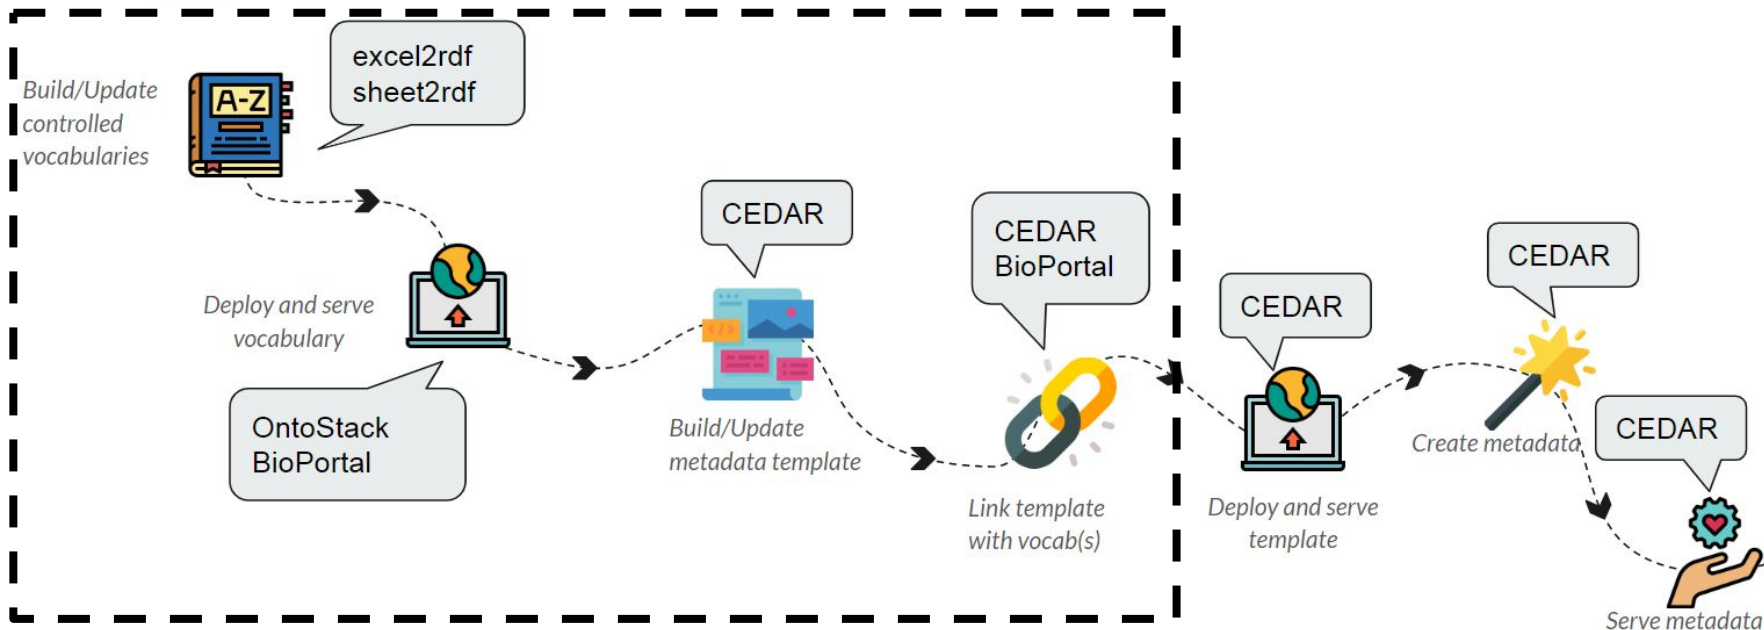 excel2rdf
sheet2rdf
Build/Update
controlled
vocabularies
A-Z
Deploy and serve
vocabulary
OntoStack
BioPortal
CEDAR
</>
Build/Update
metadata template
CEDAR
BioPortal
Link template
with vocab(s)
CEDAR
Deploy and serve
template
CEDAR
Create metadata
CEDAR
Serve metadata